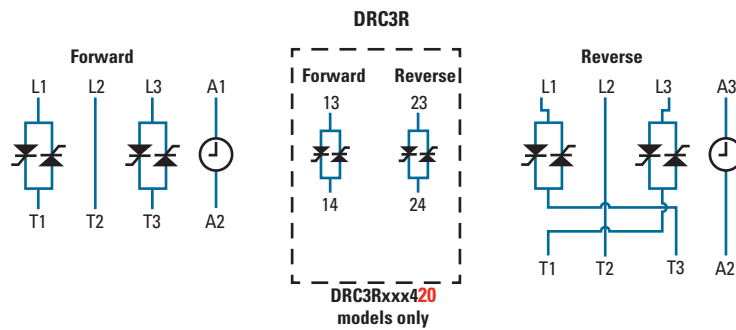 DRC3R
Forward
L1 L2 L3 A1
T1 T2 T3 A2
Forward Reverse
13 23
14 24
DRC3Rxxx420
models only
Reverse
L1 L2 L3 A3
T1 T2 T3 A2